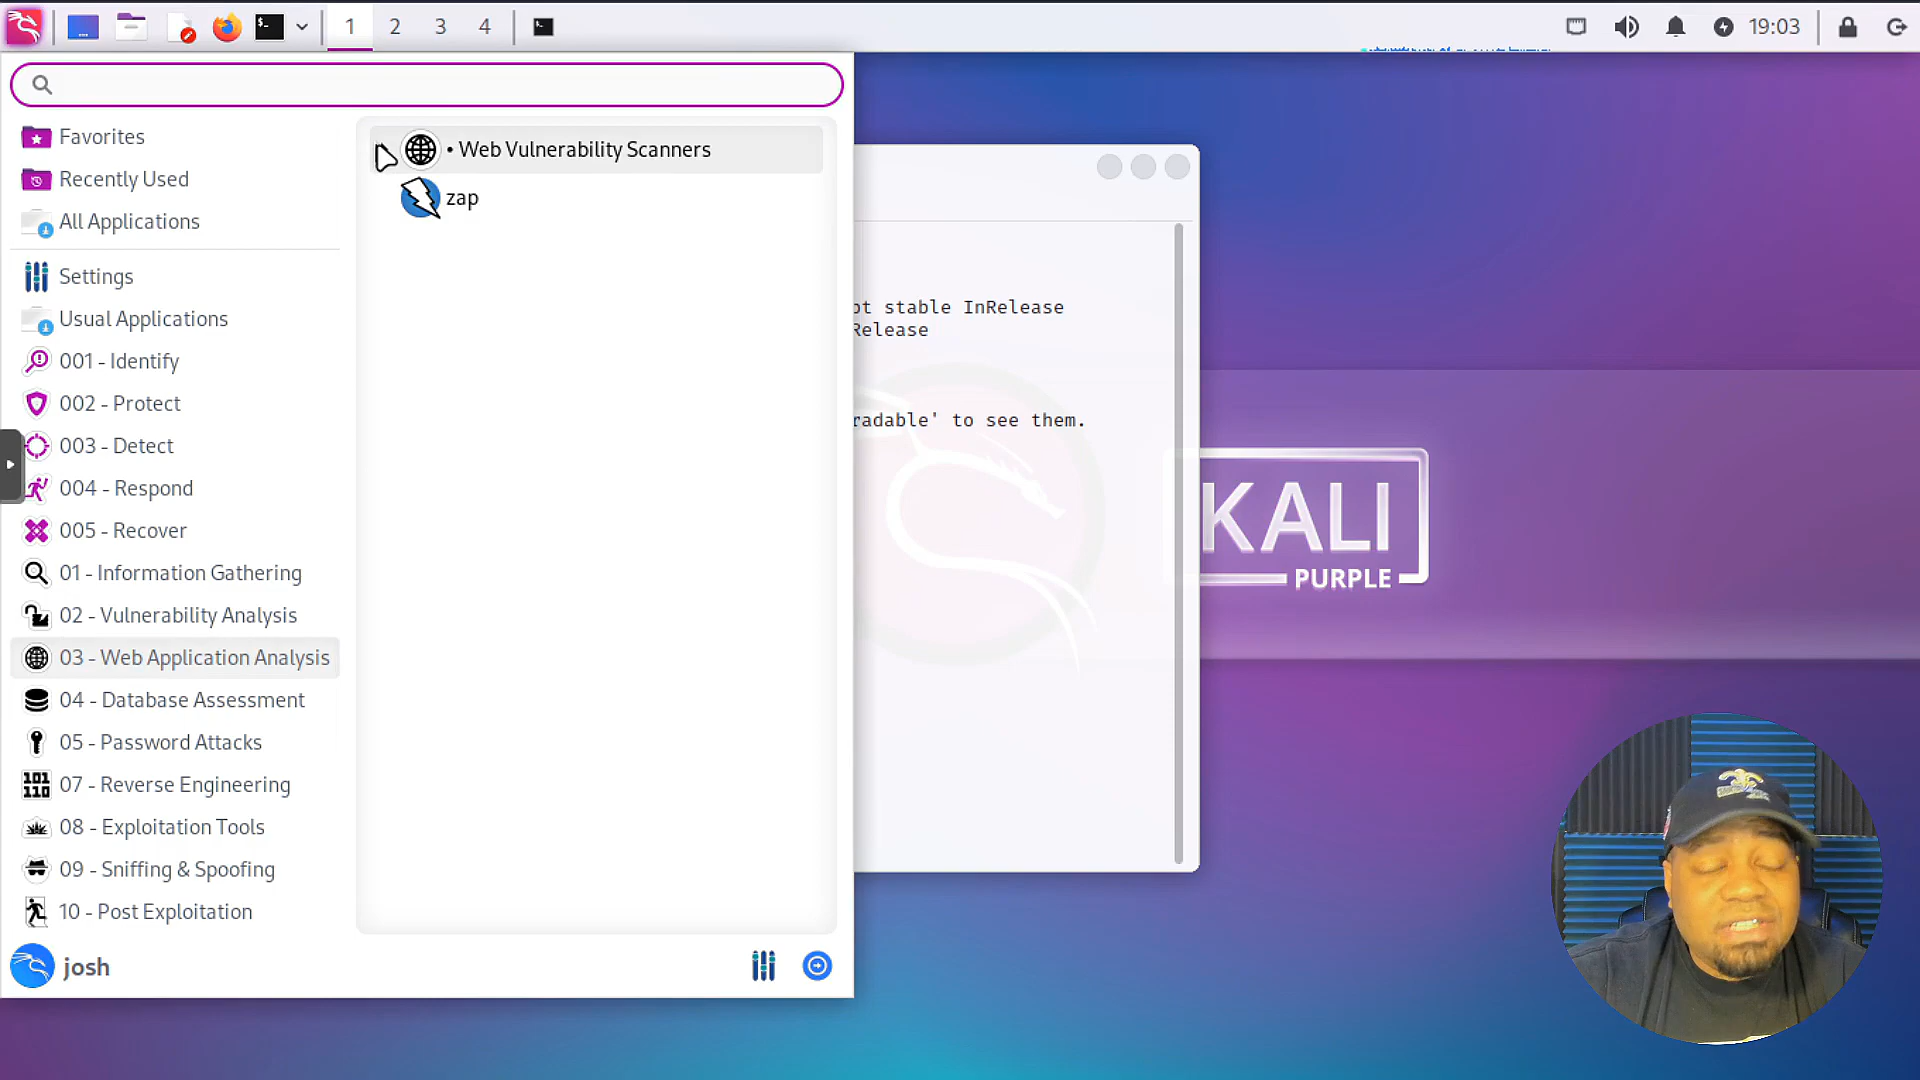 1
2
3
4
19:03
Favorites
Recently Used
All Applications
Settings
Usual Applications
001 - Identify
002 - Protect
003 - Detect
004 - Respond
005 - Recover
01 - Information Gathering
02 - Vulnerability Analysis
03 - Web Application Analysis
04 - Database Assessment
05 - Password Attacks
07 - Reverse Engineering
08 - Exploitation Tools
09 - Sniffing & Spoofing
10 - Post Exploitation
josh
• Web Vulnerability Scanners
zap
ot stable InRelease
Release
radable' to see them.
KALI
PURPLE